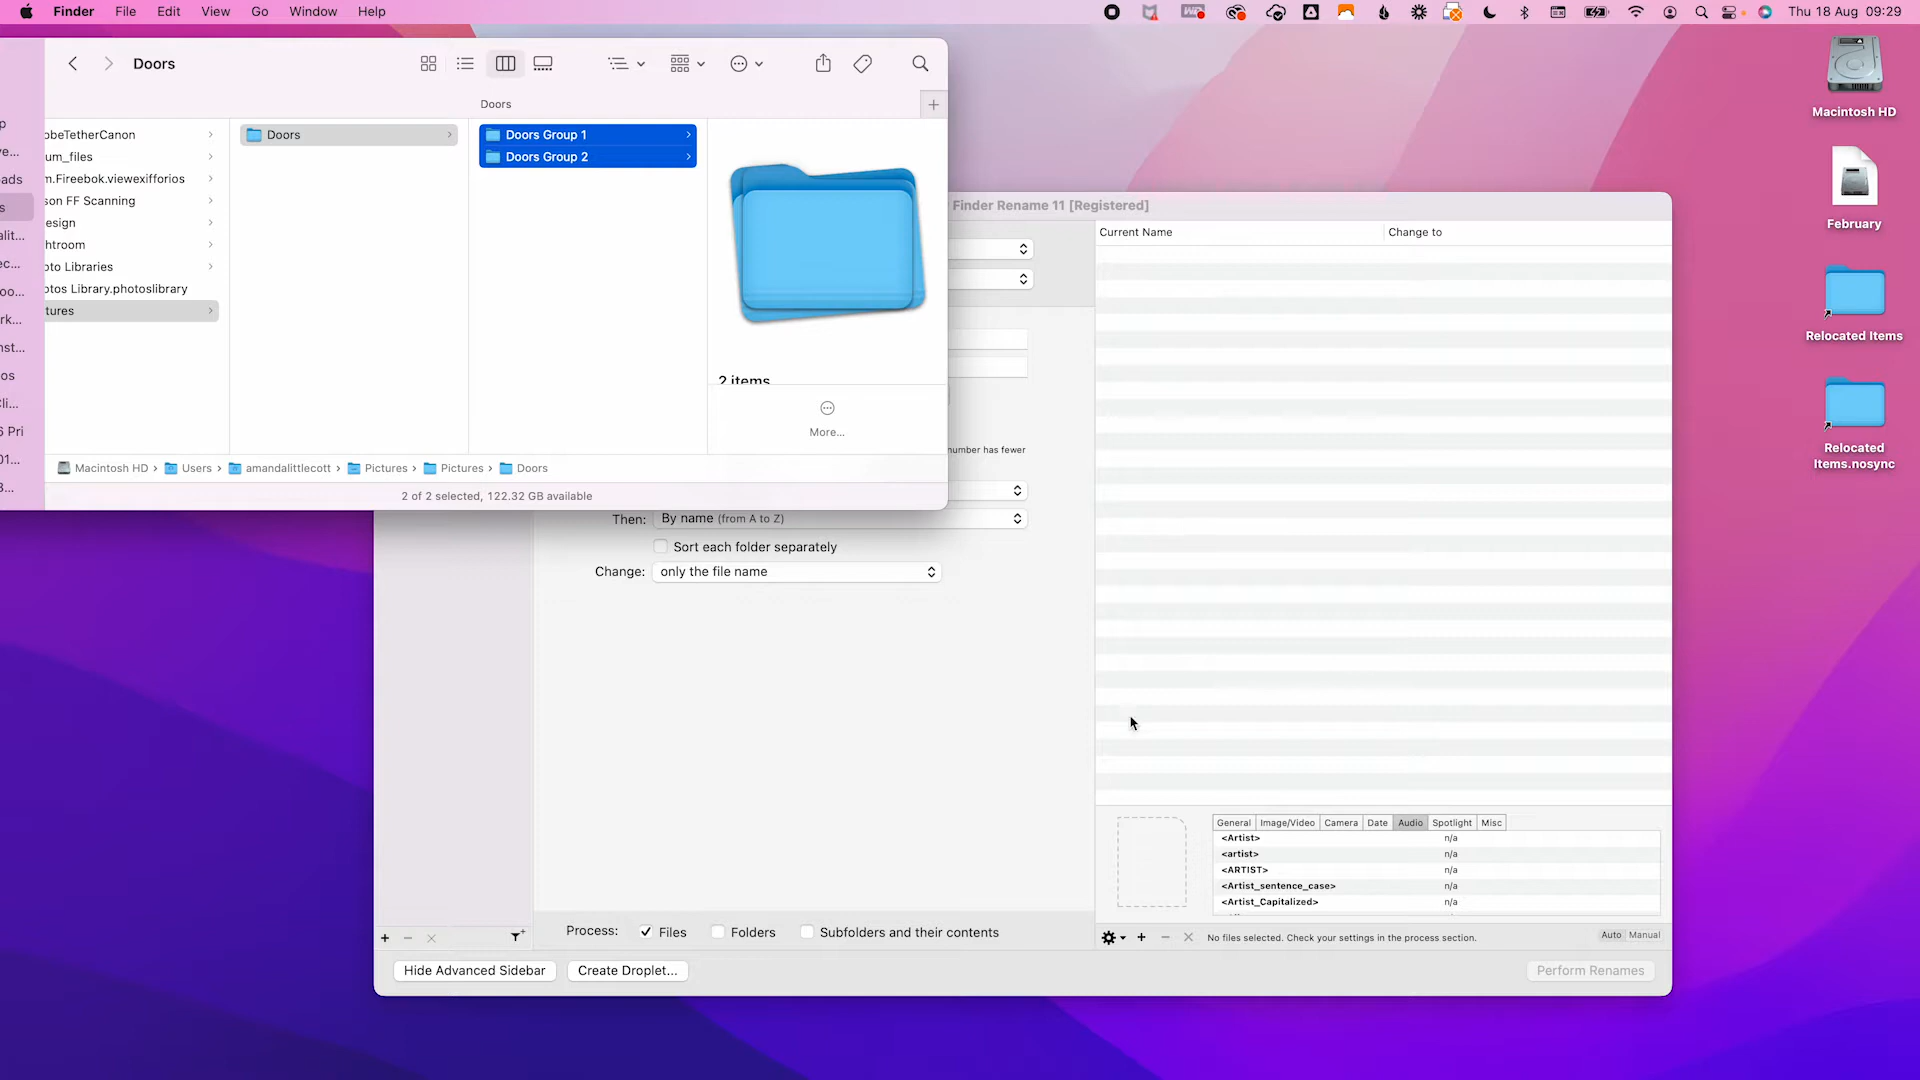 Finder File Edit View Go Window Help
Thu 18 Aug 09:29
Doors
Doors
obeTetherCanon
um_files
m.Fireebok.viewexifforios
son FF Scanning
esign
htroom
oto Libraries
otos Library.photoslibrary
tures
Doors
Doors Group 1
Doors Group 2
2 items
More...
Macintosh HD › Users › amandalittlecott › Pictures › Pictures › Doors
2 of 2 selected, 122.32 GB available
Finder Rename 11 [Registered]
Current Name
Change to
number has fewer
Then: By name (from A to Z)
Sort each folder separately
Change: only the file name
General Image/Video Camera Date Audio Spotlight Misc
<Artist> n/a
<artist> n/a
<ARTIST> n/a
<Artist_sentence_case> n/a
<Artist_Capitalized> n/a
Process: Files Folders Subfolders and their contents
No files selected. Check your settings in the process section.
Auto Manual
Hide Advanced Sidebar
Create Droplet...
Perform Renames
Macintosh HD
February
Relocated Items
Relocated
Items.nosync